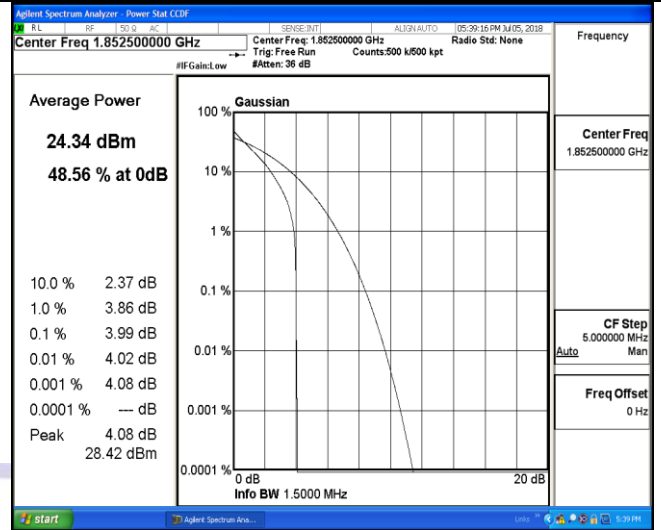 Agilent Spectrum Analyzer - Power Stat CCDF
RL RF 50 Ω AC SENSE:INT ALIGN AUTO 05:39:16 PM Jul 05, 2018
Center Freq 1.852500000 GHz
Center Freq: 1.852500000 GHz Radio Std: None
Trig: Free Run Counts:500 k/500 kpt
#IFGain:Low #Atten: 36 dB
Frequency
Average Power
24.34 dBm
48.56 % at 0dB
10.0 % 2.37 dB
1.0 % 3.86 dB
0.1 % 3.99 dB
0.01 % 4.02 dB
0.001 % 4.08 dB
0.0001 % --- dB
Peak 4.08 dB
28.42 dBm
Gaussian
100 %
10 %
1 %
0.1 %
0.01 %
0.001 %
0.0001 %
0 dB 20 dB
Info BW 1.5000 MHz
Center Freq
1.852500000 GHz
CF Step
5.000000 MHz
Auto Man
Freq Offset
0 Hz
start Agilent Spectrum Ana... Links » 5:39 PM